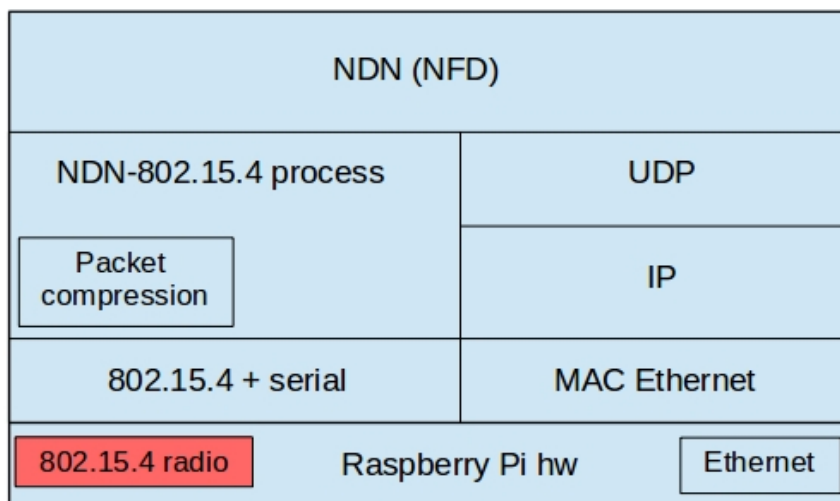 NDN (NFD)
NDN-802.15.4 process
UDP
Packet
compression
IP
802.15.4 + serial
MAC Ethernet
802.15.4 radio
Raspberry Pi hw
Ethernet